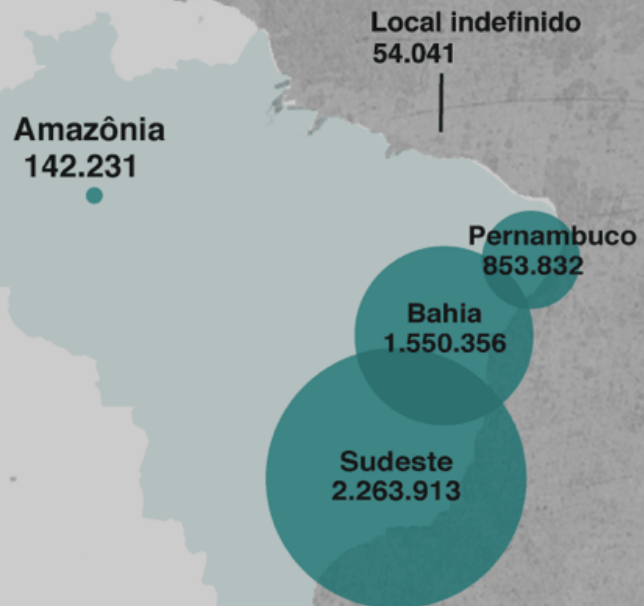 Local indefinido
54.041
Amazônia
142.231
Pernambuco
853.832
Bahia
1.550.356
Sudeste
2.263.913